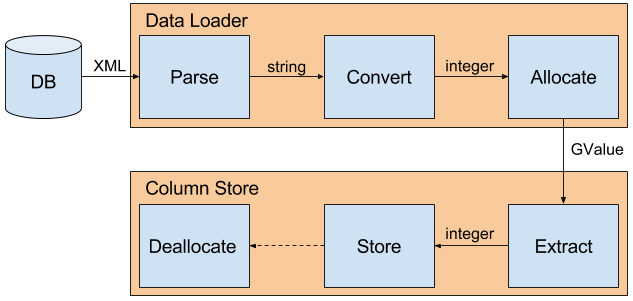 Data Loader
DB
XML
Parse
string
Convert
integer
Allocate
GValue
Column Store
Deallocate
Store
integer
Extract